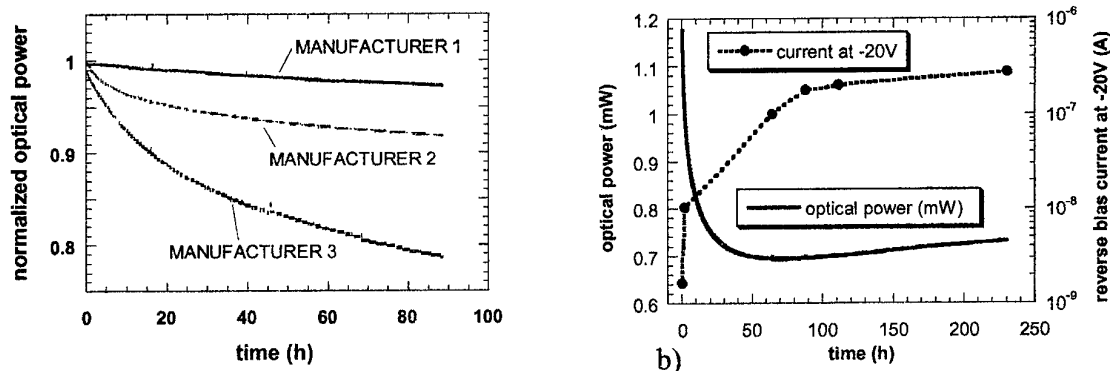 normalized optical power
1
0.9
0.8
MANUFACTURER 1
MANUFACTURER 2
MANUFACTURER 3
0
20
40
60
80
100
time (h)
optical power (mW)
1.2
1.1
1
0.9
0.8
0.7
0.6
current at -20V
optical power (mW)
10-6
10-7
10-8
10-9
reverse bias current at -20V (A)
0
50
100
150
200
250
b)
time (h)